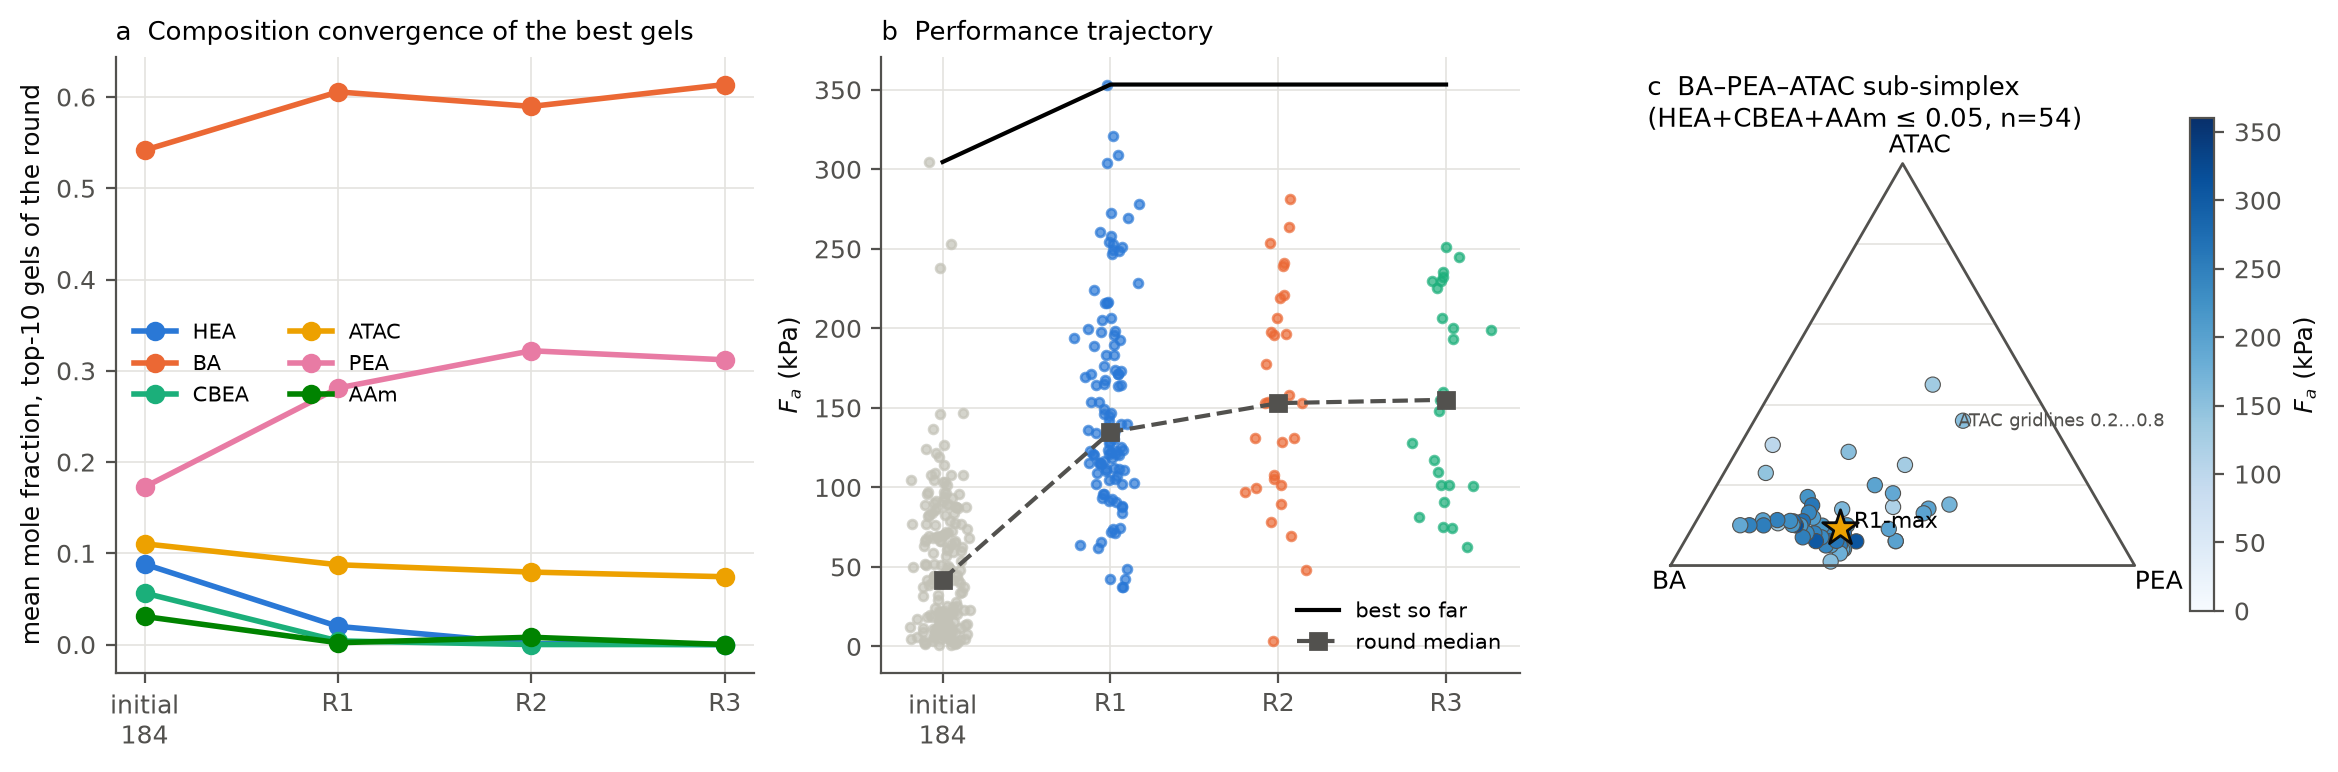 a  Composition convergence of the best gels
mean mole fraction, top-10 gels of the round
0.6
0.5
0.4
0.3
0.2
0.1
0.0
HEA
BA
CBEA
ATAC
PEA
AAm
initial
184
R1
R2
R3
b  Performance trajectory
Fa (kPa)
350
300
250
200
150
100
50
0
best so far
round median
initial
184
R1
R2
R3
c  BA–PEA–ATAC sub-simplex
(HEA+CBEA+AAm ≤ 0.05, n=54)
ATAC
ATAC gridlines 0.2…0.8
R1-max
BA
PEA
350
300
250
200
150
100
50
0
Fa (kPa)